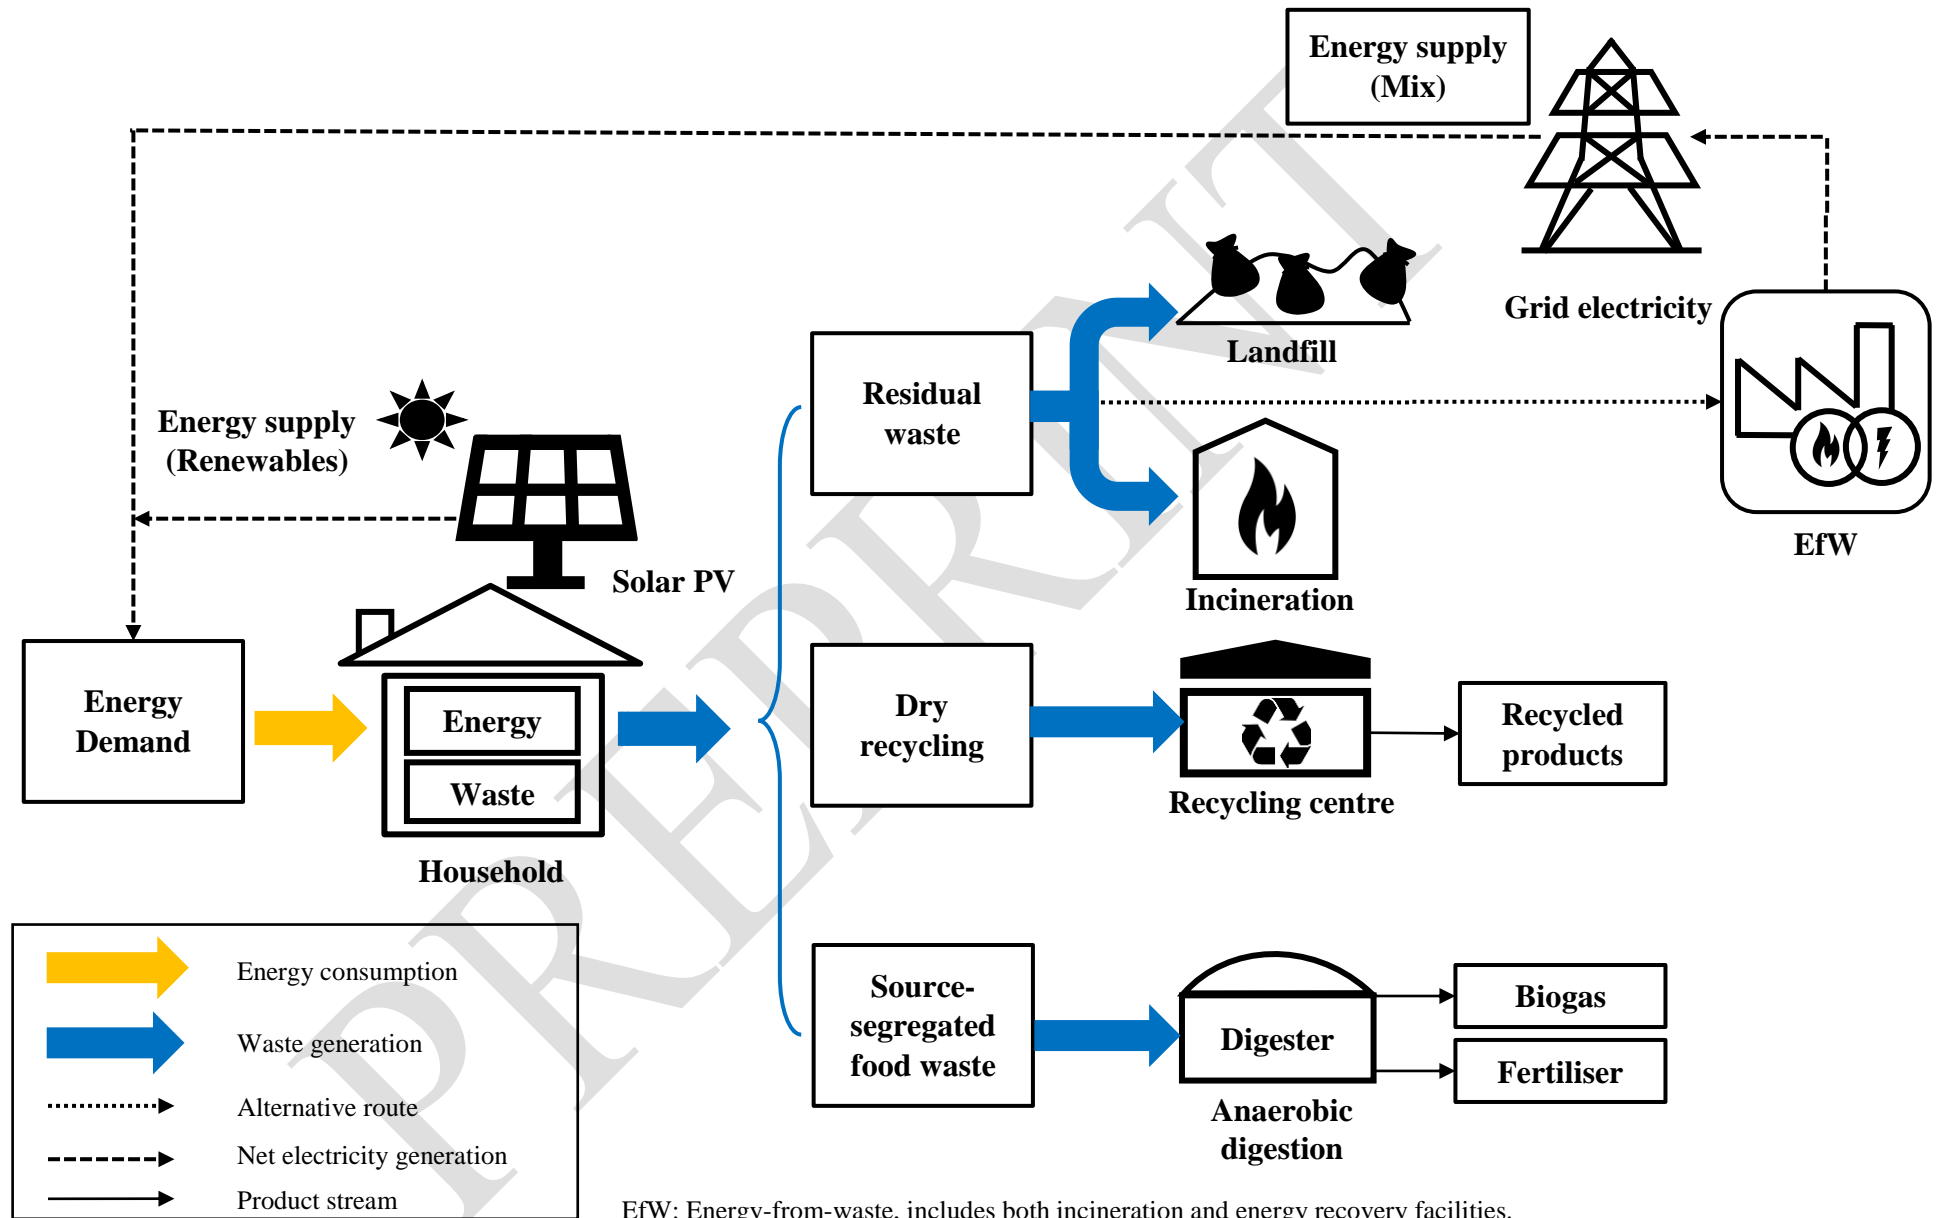 Energy supply
(Mix)
Grid electricity
Landfill
Residual
waste
Energy supply
(Renewables)
EfW
Solar PV
Incineration
Energy
Demand
Energy
Waste
Household
Dry
recycling
Recycling centre
Recycled
products
Source-
segregated
food waste
Digester
Anaerobic
digestion
Biogas
Fertiliser
Energy consumption
Waste generation
Alternative route
Net electricity generation
Product stream
EfW: Energy-from-waste, includes both incineration and energy recovery facilities.
PREPRINT